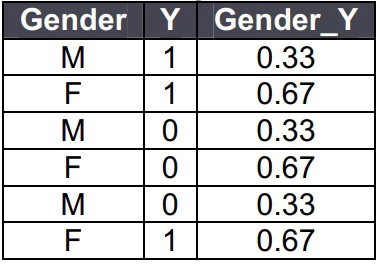 Gender Y Gender_Y
M 1 0.33
F 1 0.67
M 0 0.33
F 0 0.67
M 0 0.33
F 1 0.67